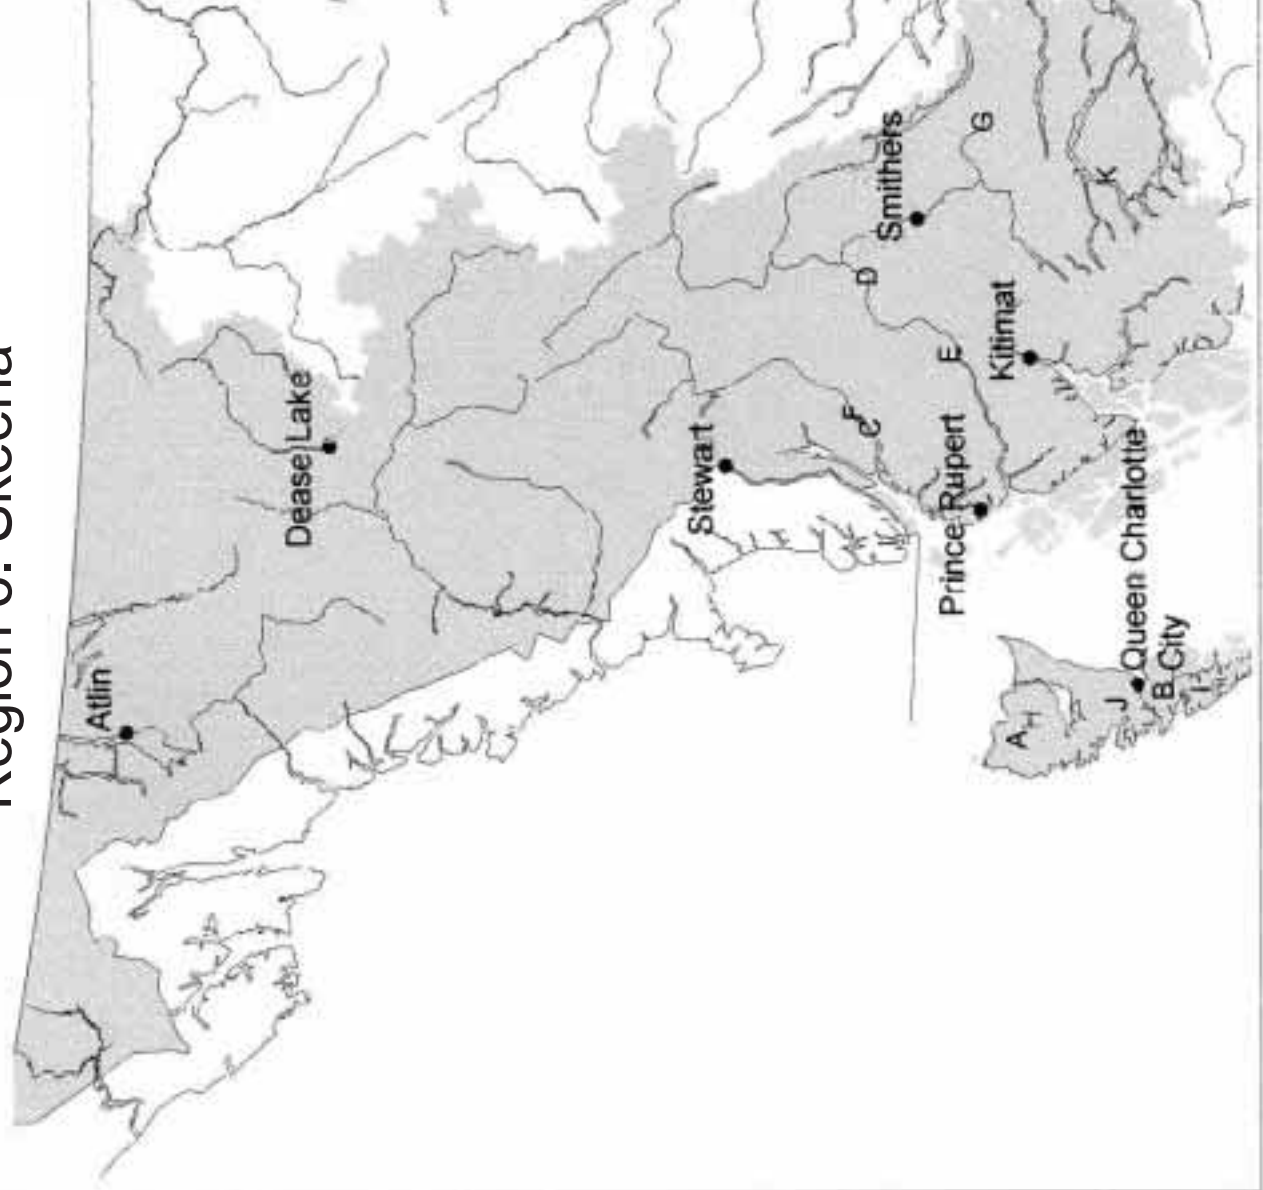 Region 6: Skeena
Atlin
Dease Lake
Stewart
Smithers
D
G
F
C
E
Kitimat
K
Prince Rupert
A
H
J
Queen Charlotte
B City
I